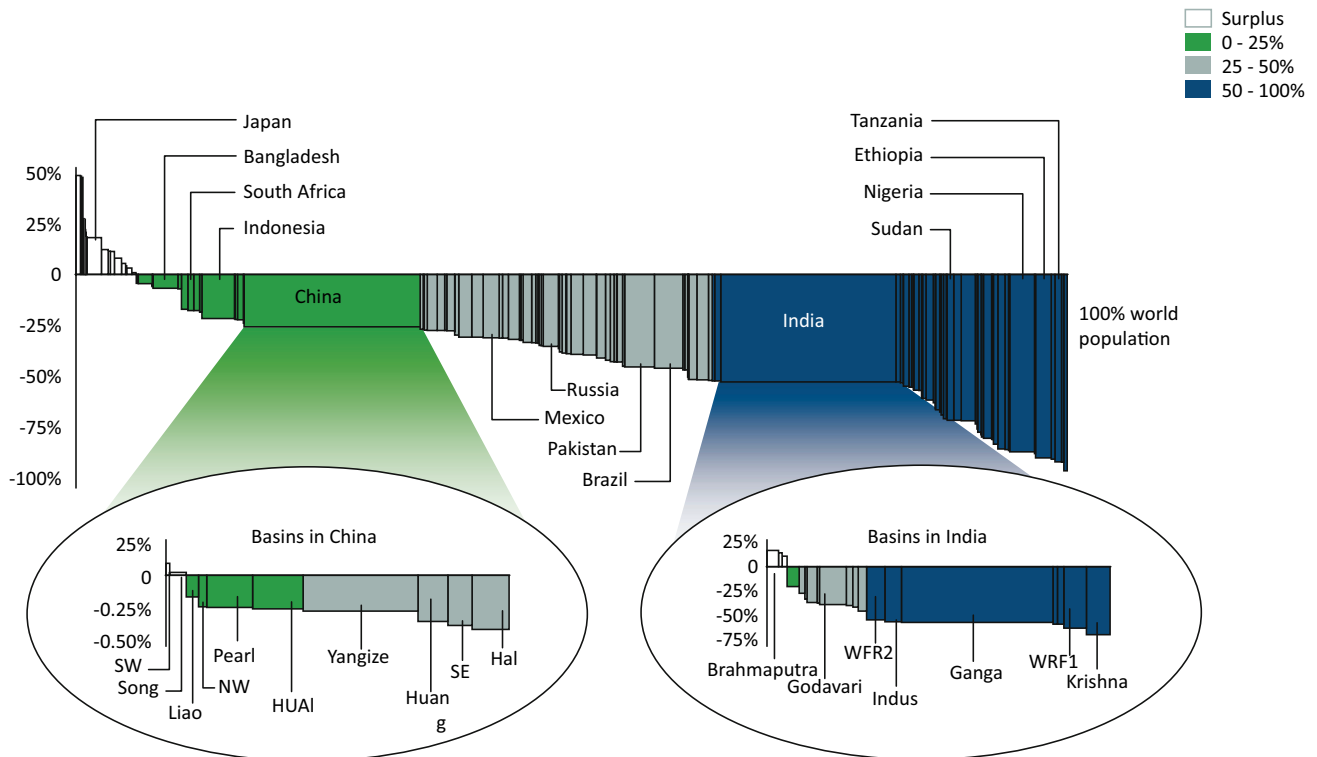 Surplus
0 - 25%
25 - 50%
50 - 100%
Japan
Bangladesh
South Africa
Indonesia
Tanzania
Ethiopia
Nigeria
Sudan
50%
25%
0
-25%
-50%
-75%
-100%
China
India
100% world
population
Russia
Mexico
Pakistan
Brazil
Basins in China
25%
0
-0.25%
-0.50%
SW
Song
Liao
NW
Pearl
HUAl
Yangize
Huan
g
SE
Hal
Basins in India
25%
0
-25%
-50%
-75%
Brahmaputra
Godavari
WFR2
Indus
Ganga
WRF1
Krishna